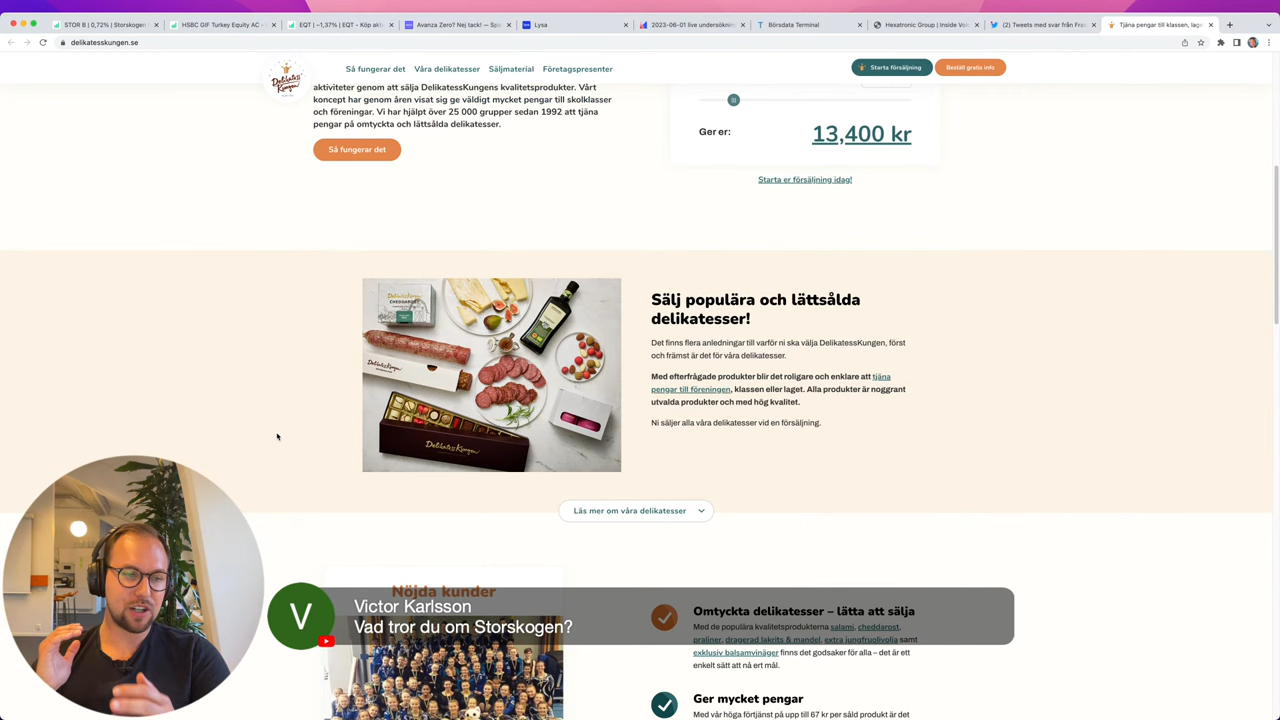 STOR B | 0,72% | Storskogen
HSBC GIF Turkey Equity AC
EQT | −1,37% | EQT - Köp akt
Avanza Zero? Nej tack! — Spa
Lysa
2023-06-01 live undersökning
Börsdata Terminal
Hexatronic Group | Inside Vol
(2) Tweets med svar från Fra
Tjäna pengar till klassen, lage
delikatesskungen.se
DelikatessKungen
Så fungerar det
Våra delikatesser
Säljmaterial
Företagspresenter
Starta försäljning
Beställ gratis info
aktiviteter genom att sälja DelikatessKungens kvalitetsprodukter. Vårt
koncept har genom åren visat sig ge väldigt mycket pengar till skolklasser
och föreningar. Vi har hjälpt över 25 000 grupper sedan 1992 att tjäna
pengar på omtyckta och lättsålda delikatesser.
Så fungerar det
Ger er:
13,400 kr
Starta er försäljning idag!
CHEDDAROST
DelikatessKungen
DelikatessKungen
Sälj populära och lättsålda
delikatesser!
Det finns flera anledningar till varför ni ska välja DelikatessKungen, först
och främst är det för våra delikatesser.
Med efterfrågade produkter blir det roligare och enklare att tjäna
pengar till föreningen, klassen eller laget. Alla produkter är noggrant
utvalda produkter och med hög kvalitet.
Ni säljer alla våra delikatesser vid en försäljning.
Läs mer om våra delikatesser
Nöjda kunder
V
Victor Karlsson
Vad tror du om Storskogen?
Omtyckta delikatesser – lätta att sälja
Med de populära kvalitetsprodukterna salami, cheddarost,
praliner, dragerad lakrits & mandel, extra jungfruolivolja samt
exklusiv balsamvinäger finns det godsaker för alla – det är ett
enkelt sätt att nå ert mål.
Ger mycket pengar
Med vår höga förtjänst på upp till 67 kr per såld produkt är det